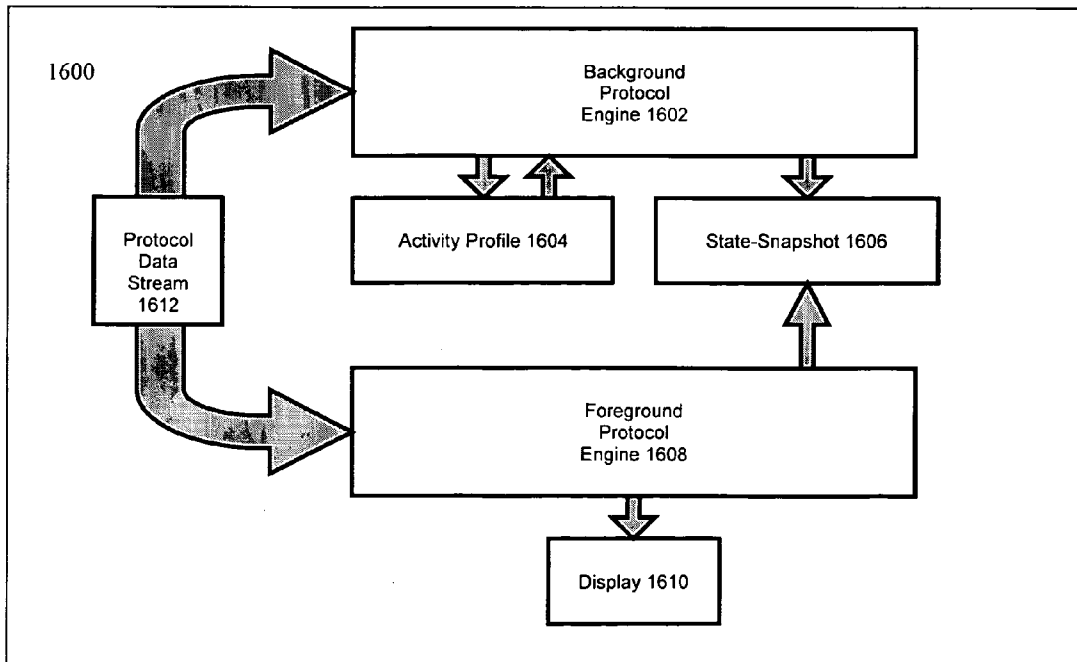 1600
Background
Protocol
Engine 1602
Activity Profile 1604
State-Snapshot 1606
Protocol
Data
Stream
1612
Foreground
Protocol
Engine 1608
Display 1610